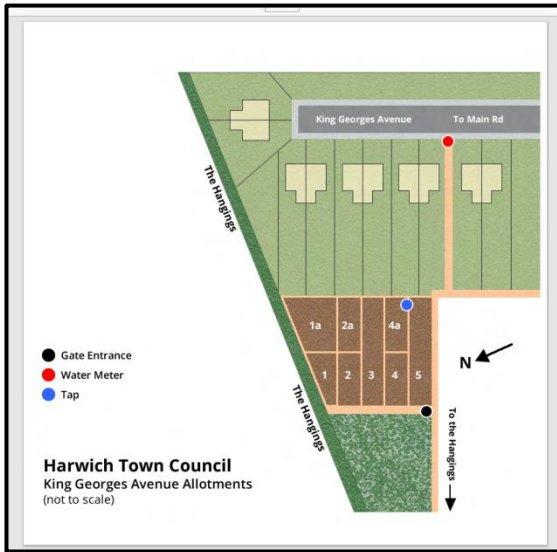 King Georges Avenue To Main Rd
The Hangings
1a 2a 4a
1 2 3 4 5
N
Gate Entrance
Water Meter
Tap
The Hangings
To the Hangings
Harwich Town Council
King Georges Avenue Allotments
(not to scale)